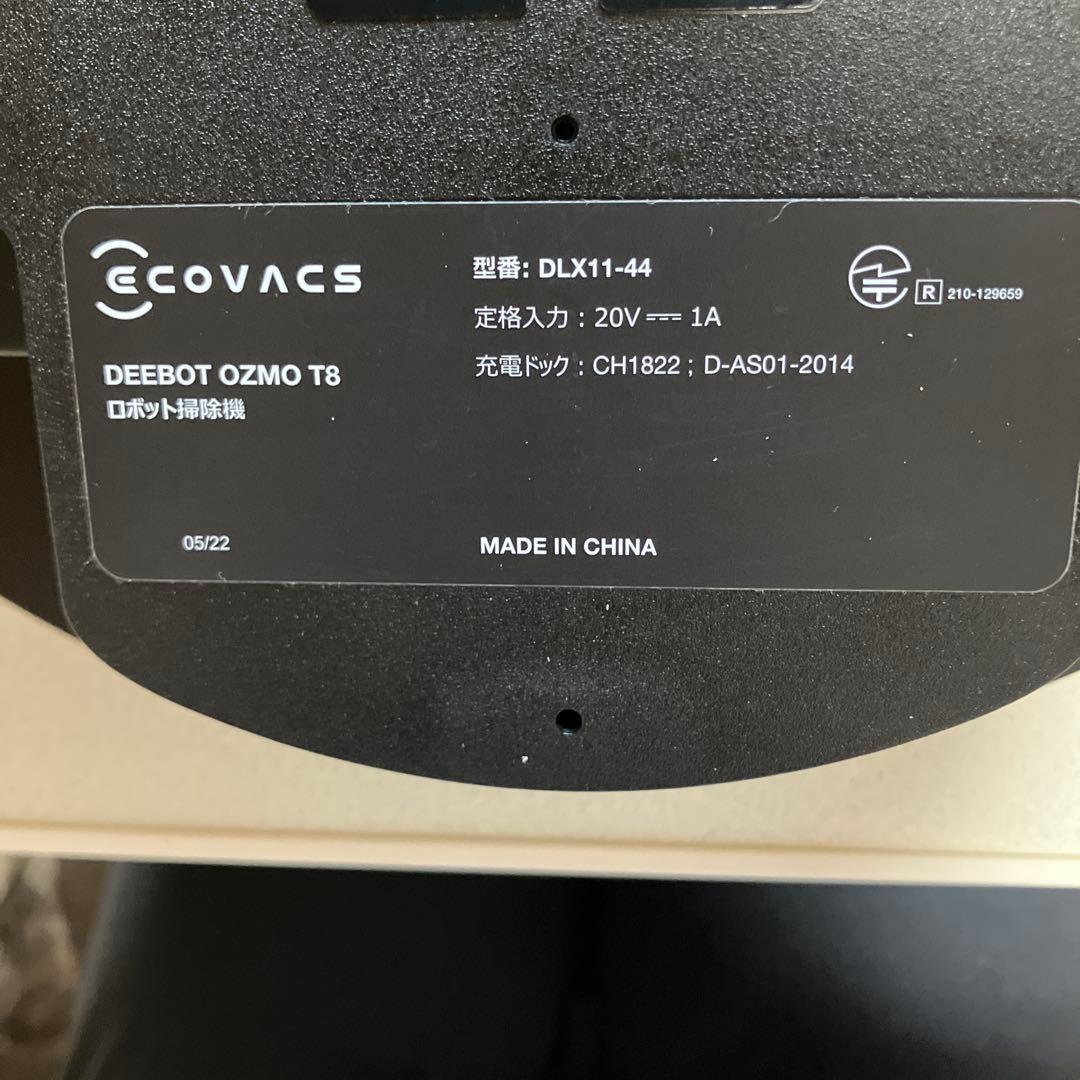 ECOVACS
DEEBOT OZMO T8
ロボット掃除機
型番: DLX11-44
定格入力 : 20V ⎓ 1A
充電ドック : CH1822 ; D-AS01-2014
R 210-129659
05/22
MADE IN CHINA